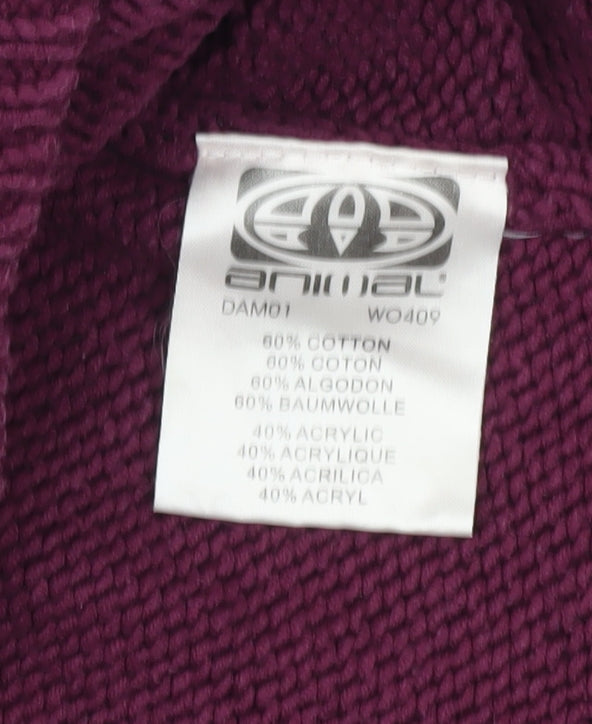 animal
DAM01 WO409
60% COTTON
60% COTON
60% ALGODON
60% BAUMWOLLE
40% ACRYLIC
40% ACRYLIQUE
40% ACRILICA
40% ACRYL